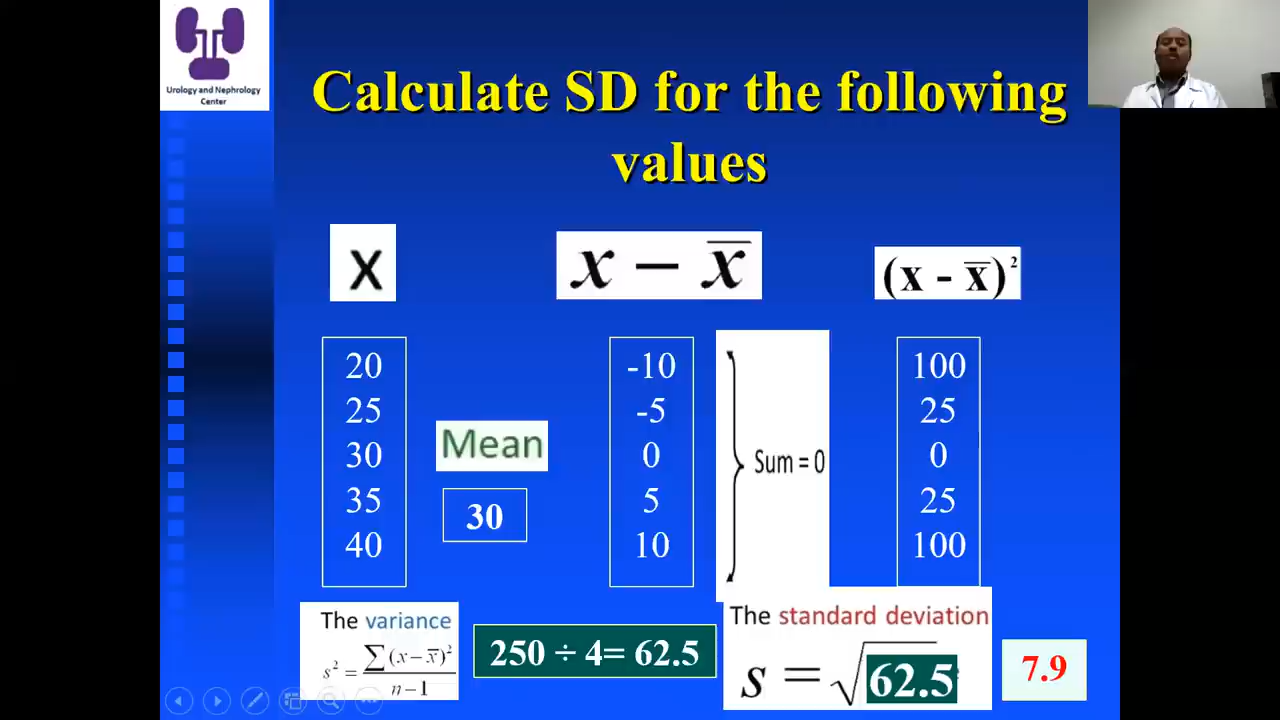 Urology and Nephrology
Center
Calculate SD for the following
values
X
x − x̅
(x - x̅)²
20
25
30
35
40
Mean
30
-10
-5
0
5
10
Sum = 0
100
25
0
25
100
The variance
s² = ∑(x − x̅)² / n − 1
250 ÷ 4= 62.5
The standard deviation
s = √62.5
7.9